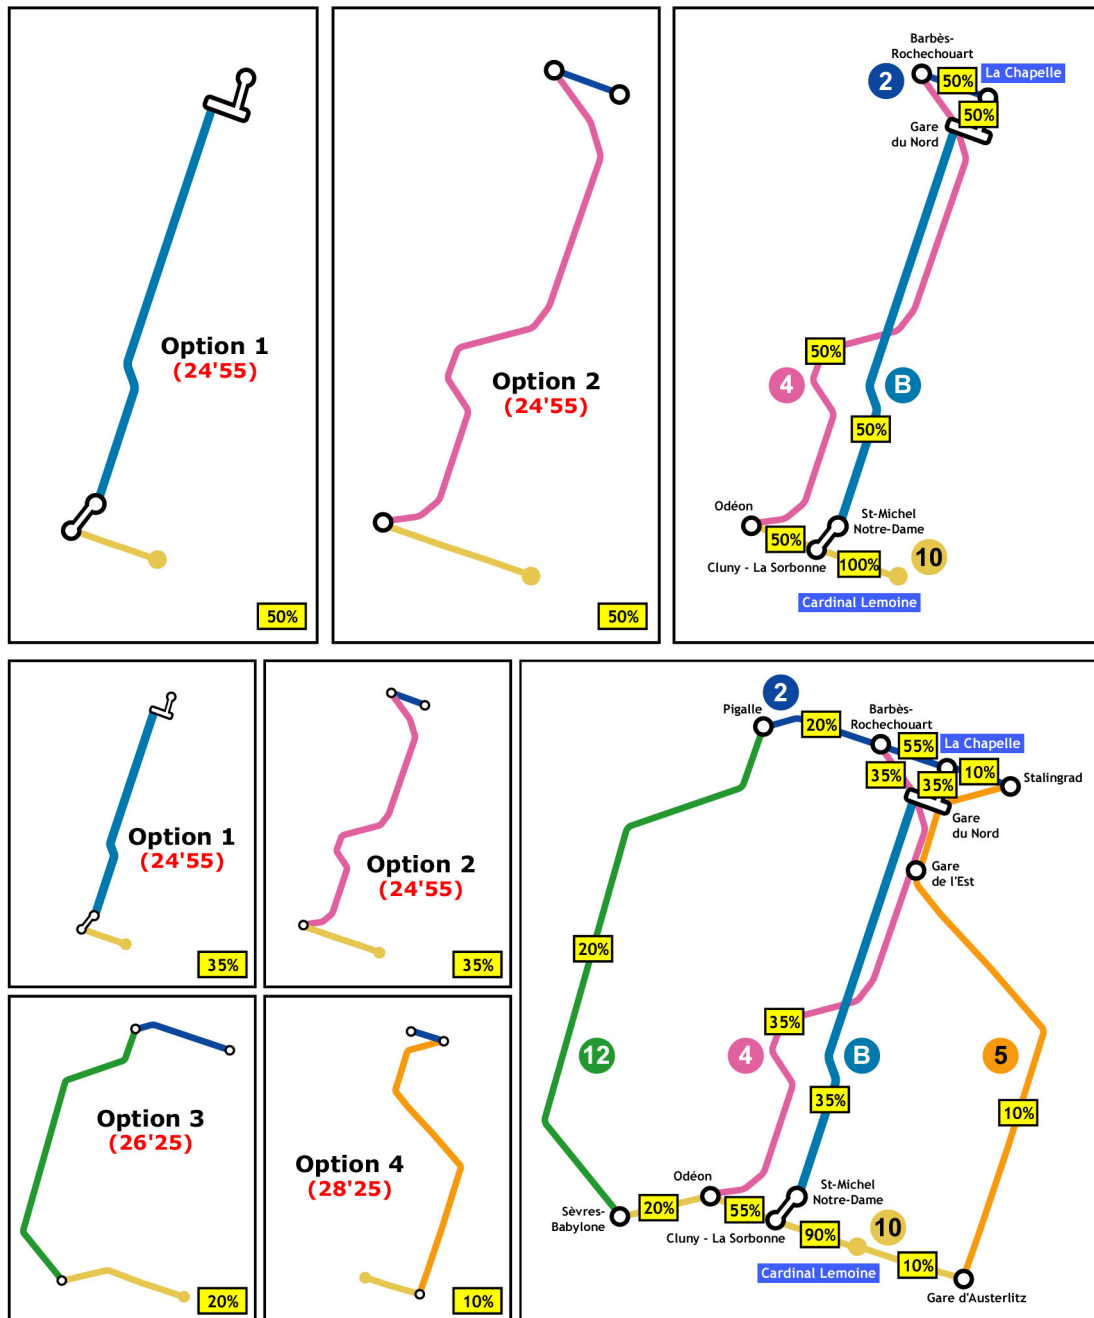 Option 1
(24'55)
50%
Option 2
(24'55)
50%
Barbès-
Rochechouart
2
50%
La Chapelle
50%
Gare
du Nord
50%
4
B
50%
Odéon
St-Michel
Notre-Dame
50%
Cluny - La Sorbonne
100%
10
Cardinal Lemoine
Option 1
(24'55)
35%
Option 2
(24'55)
35%
Option 3
(26'25)
20%
Option 4
(28'25)
10%
2
Pigalle
20%
Barbès-
Rochechouart
55%
La Chapelle
35%
35%
10%
Stalingrad
Gare
du Nord
Gare
de l'Est
20%
35%
12
4
B
5
35%
10%
Odéon
St-Michel
Notre-Dame
Sèvres-
Babylone
20%
55%
Cluny - La Sorbonne
90%
10
10%
Cardinal Lemoine
Gare d'Austerlitz